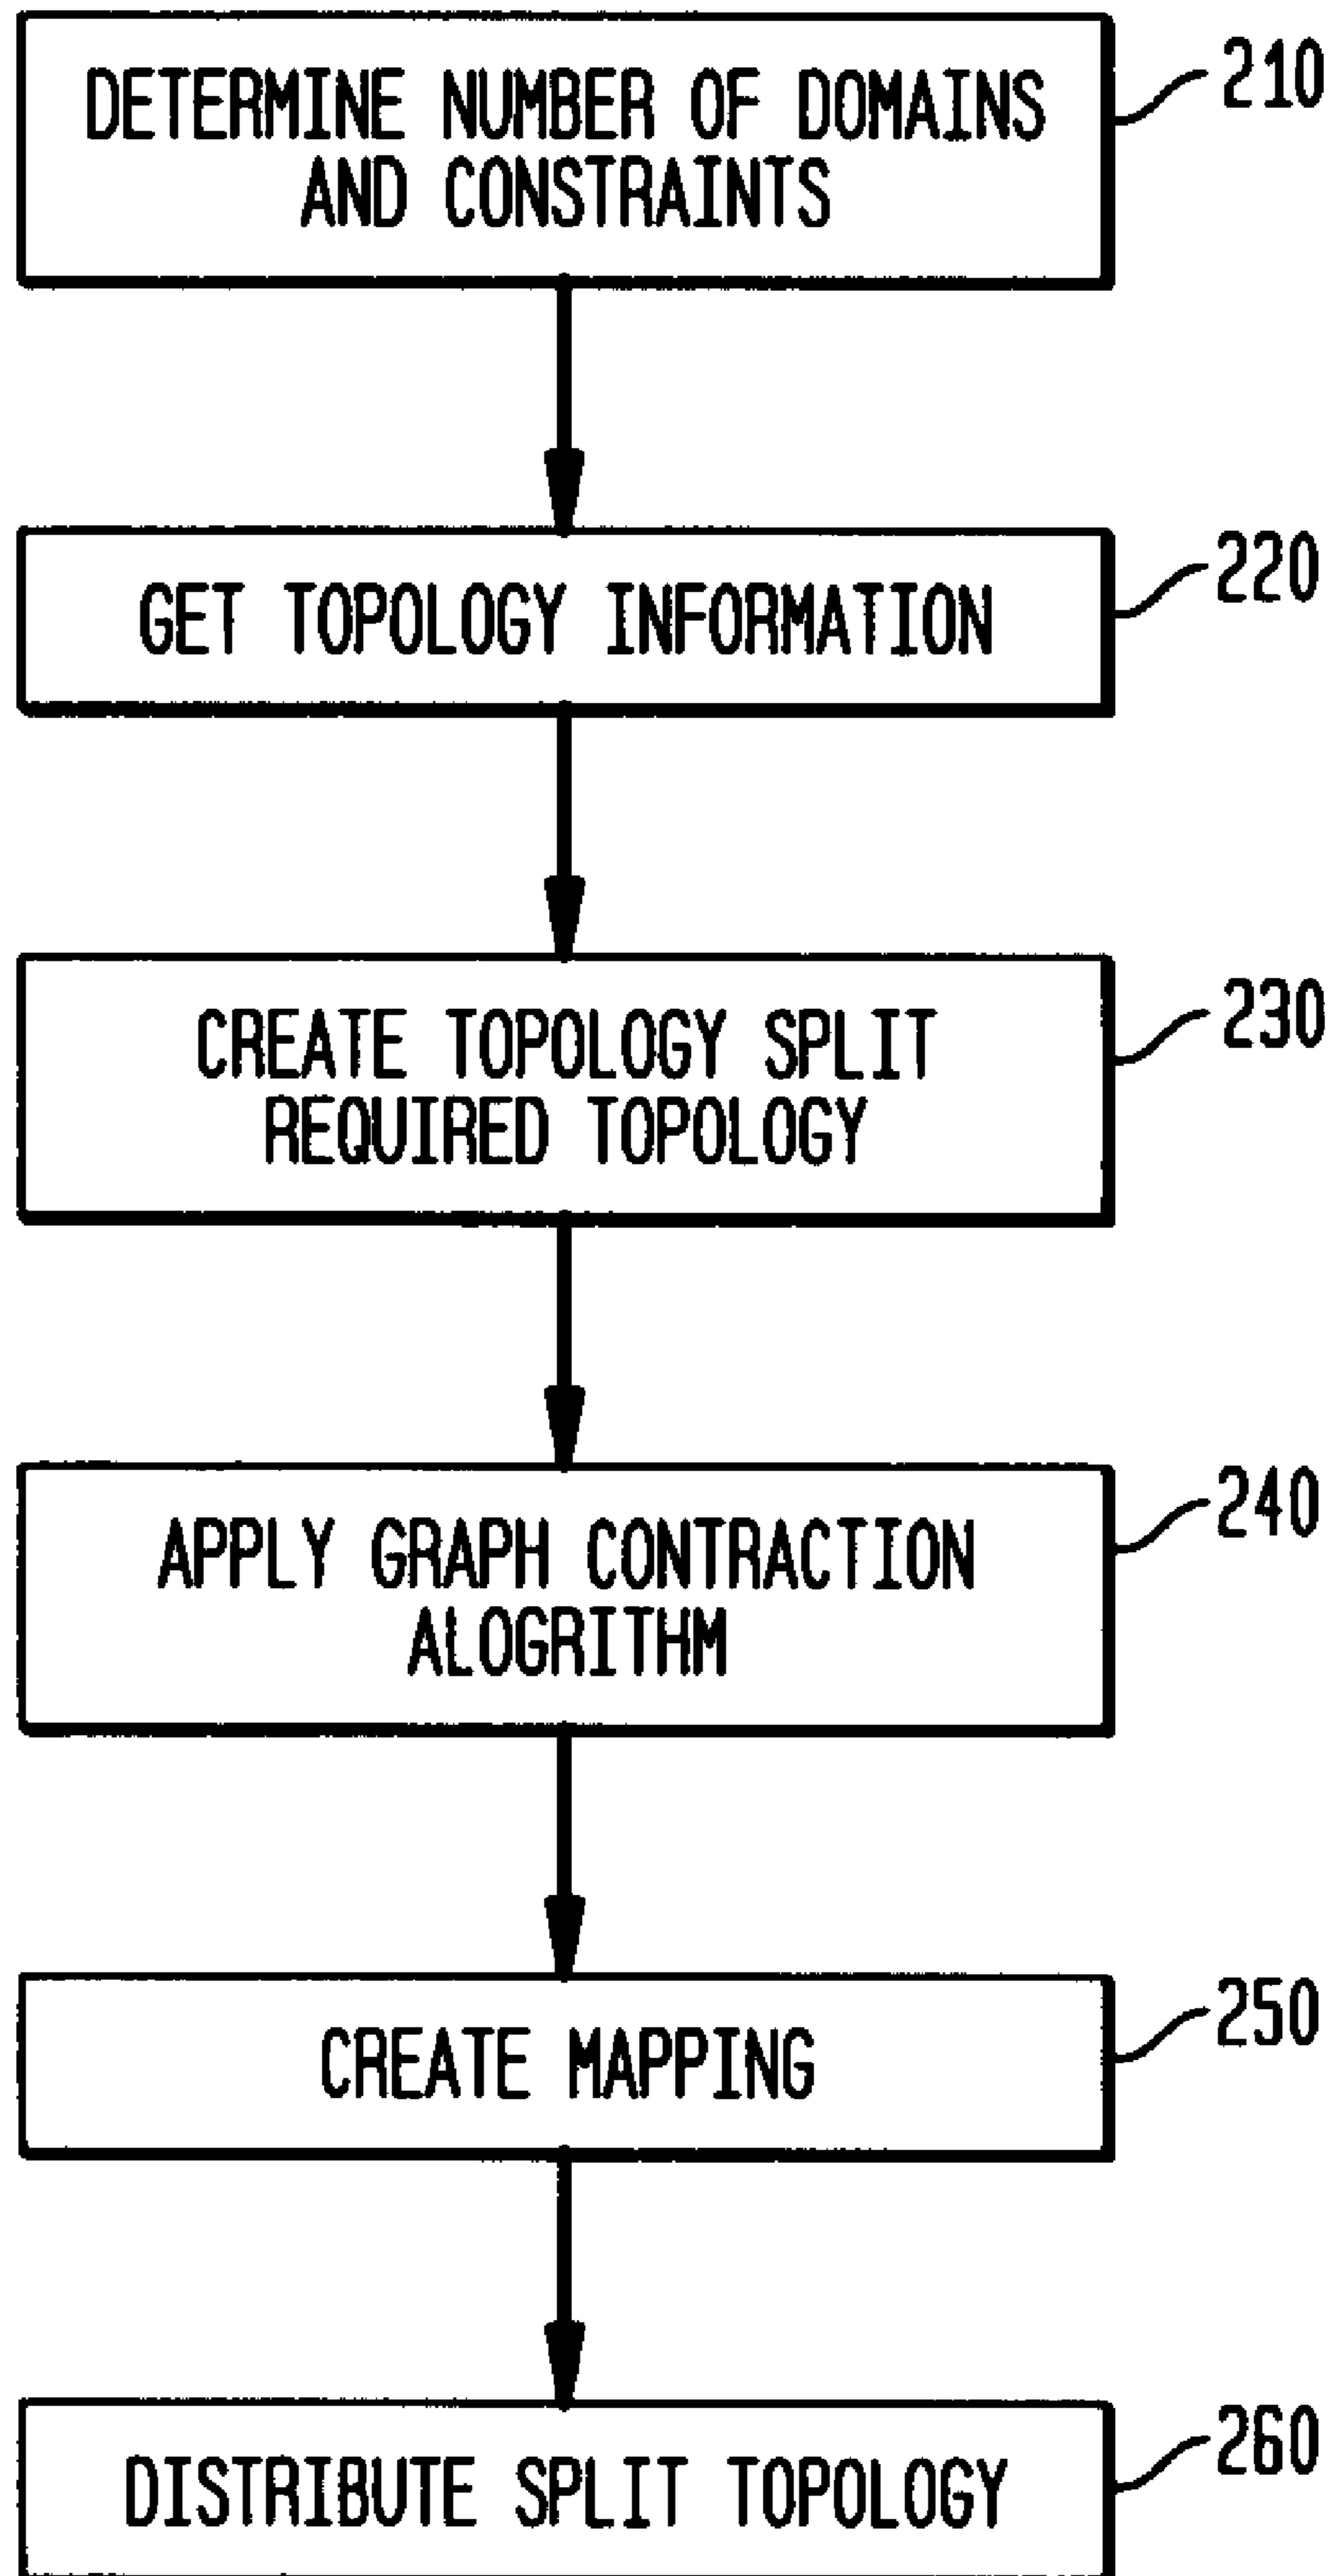 DETERMINE NUMBER OF DOMAINS
AND CONSTRAINTS
210
GET TOPOLOGY INFORMATION
220
CREATE TOPOLOGY SPLIT
REQUIRED TOPOLOGY
230
APPLY GRAPH CONTRACTION
ALOGRITHM
240
CREATE MAPPING
250
DISTRIBUTE SPLIT TOPOLOGY
260